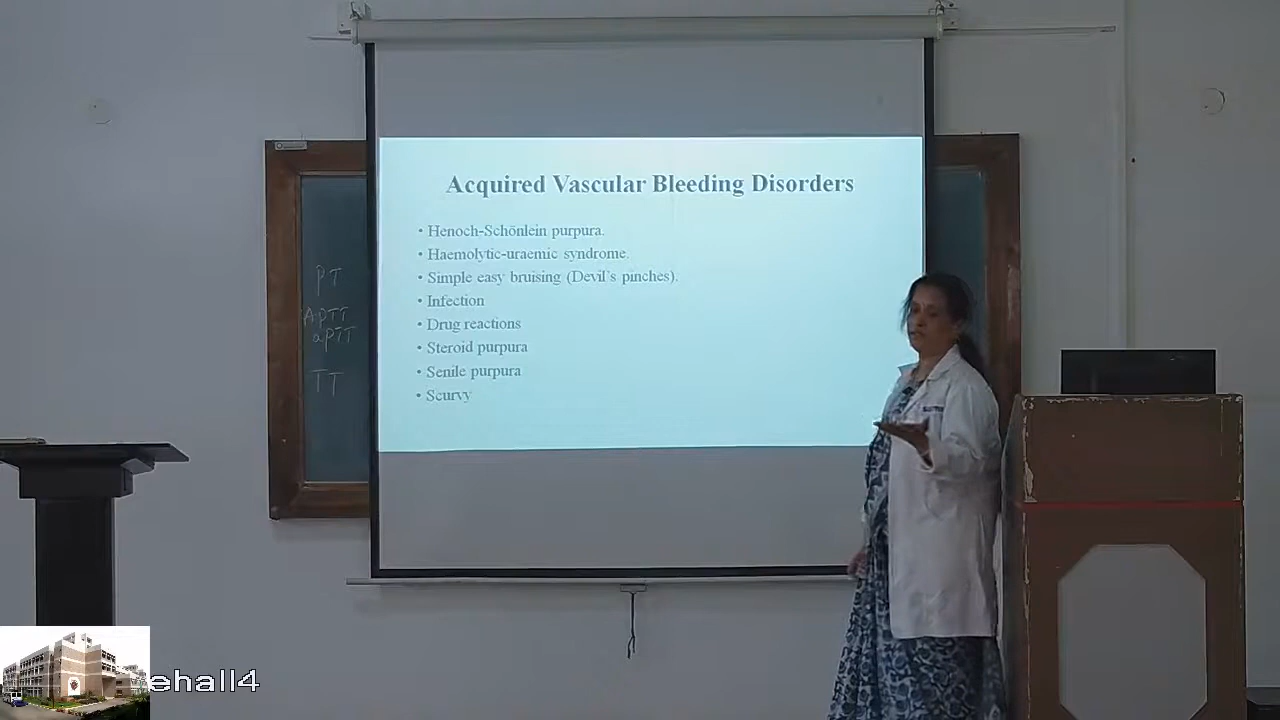 Acquired Vascular Bleeding Disorders
• Henoch-Schönlein purpura.
• Haemolytic-uraemic syndrome.
• Simple easy bruising (Devil's pinches).
• Infection
• Drug reactions
• Steroid purpura
• Senile purpura
• Scurvy
PT
APTT
aPTT
TT
ehall4